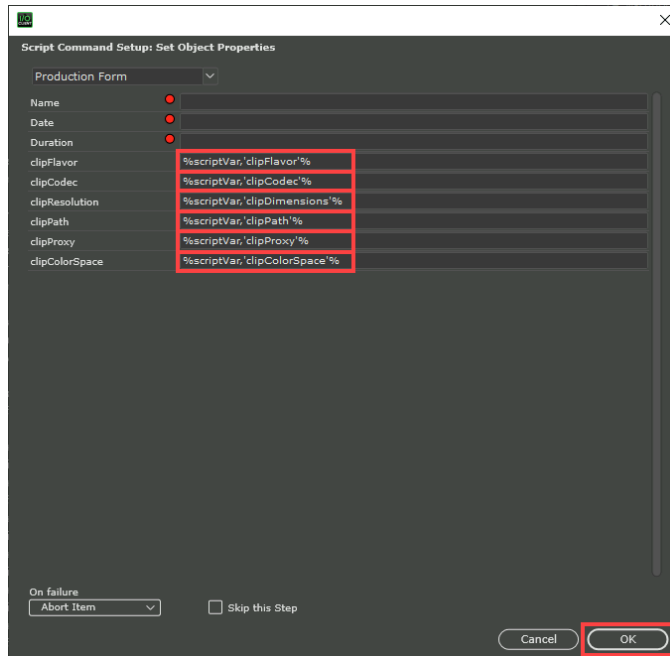 I/O
CLIENT
Script Command Setup: Set Object Properties
Production Form
Name
Date
Duration
clipFlavor %scriptVar,'clipFlavor'%
clipCodec %scriptVar,'clipCodec'%
clipResolution %scriptVar,'clipDimensions'%
clipPath %scriptVar,'clipPath'%
clipProxy %scriptVar,'clipProxy'%
clipColorSpace %scriptVar,'clipColorSpace'%
On failure
Abort Item Skip this Step
Cancel OK